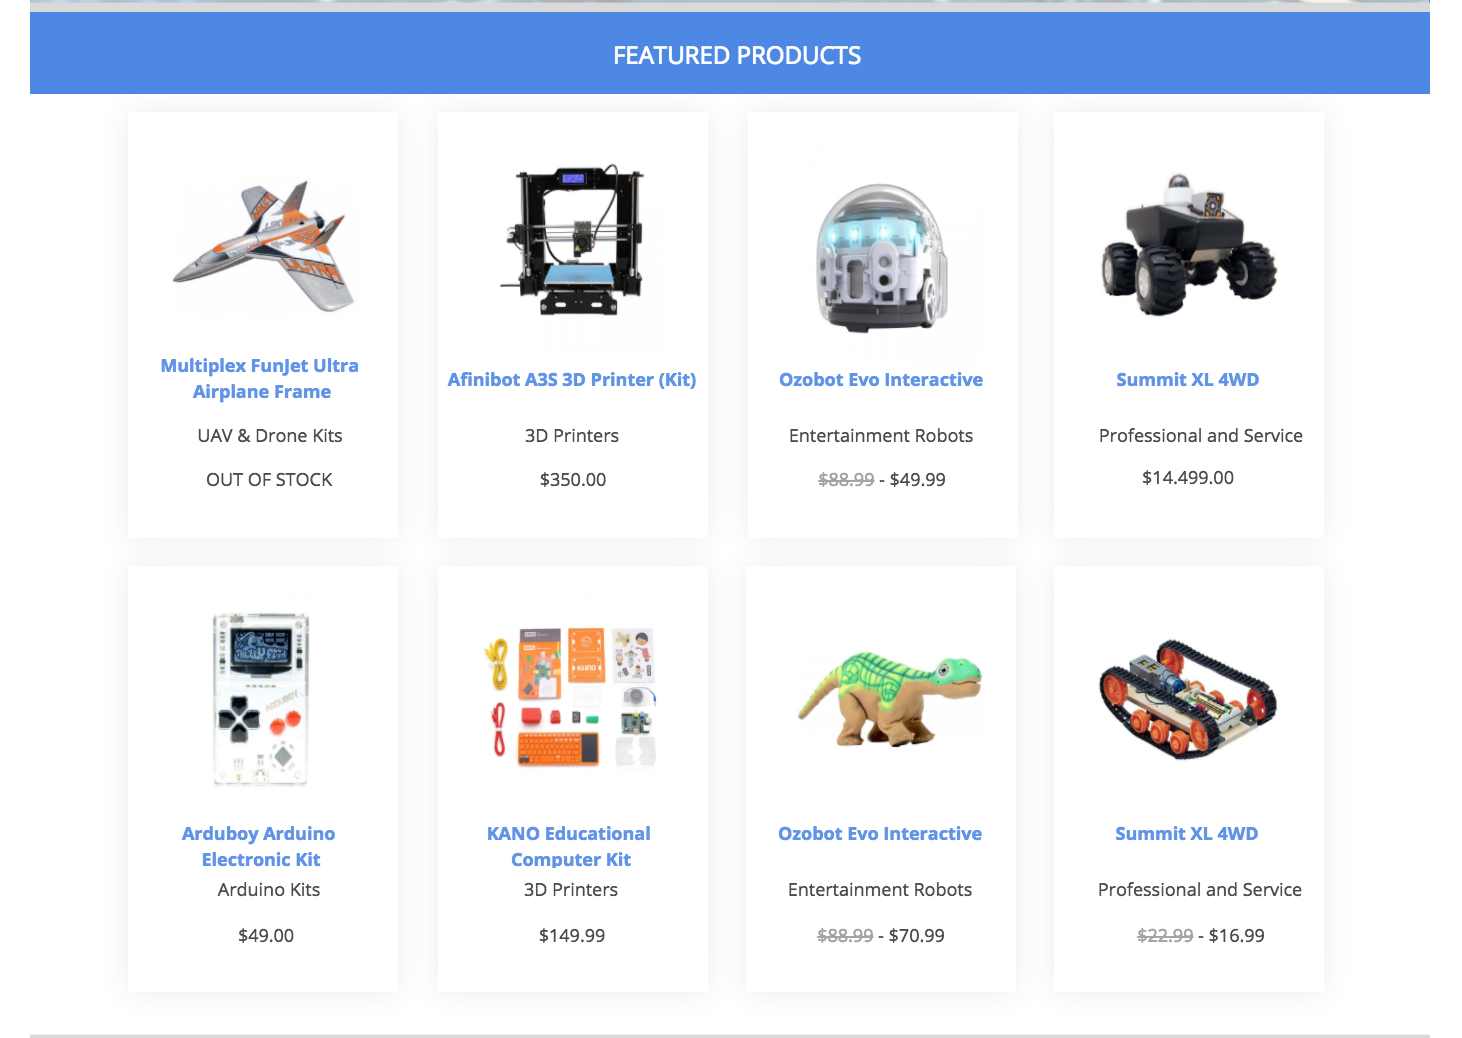 FEATURED PRODUCTS
ULTRA
Multiplex FunJet Ultra
Airplane Frame
UAV & Drone Kits
OUT OF STOCK
Afinibot A3S 3D Printer (Kit)
3D Printers
$350.00
Ozobot Evo Interactive
Entertainment Robots
$88.99 - $49.99
Summit XL 4WD
Professional and Service
$14.499.00
ARDUBOY
Arduboy Arduino
Electronic Kit
Arduino Kits
$49.00
KANO
KANO Educational
Computer Kit
3D Printers
$149.99
Ozobot Evo Interactive
Entertainment Robots
$88.99 - $70.99
Summit XL 4WD
Professional and Service
$22.99 - $16.99